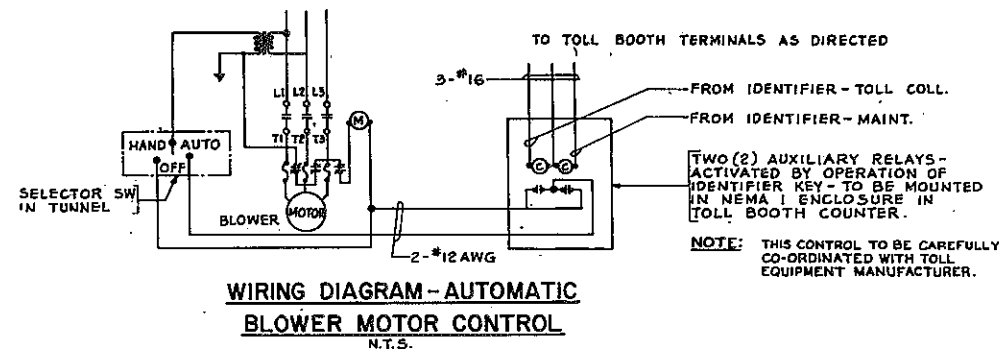 TO TOLL BOOTH TERMINALS AS DIRECTED
3-#16
FROM IDENTIFIER-TOLL COLL.
FROM IDENTIFIER-MAINT.
L1 L2 L3
T1 T2 T3
M
HAND AUTO
OFF
SELECTOR SW
IN TUNNEL
BLOWER
MOTOR
C C
TWO (2) AUXILIARY RELAYS-
ACTIVATED BY OPERATION OF
IDENTIFIER KEY-TO BE MOUNTED
IN NEMA I ENCLOSURE IN
TOLL BOOTH COUNTER.
2-#12 AWG
NOTE: THIS CONTROL TO BE CAREFULLY
CO-ORDINATED WITH TOLL
EQUIPMENT MANUFACTURER.
WIRING DIAGRAM-AUTOMATIC
BLOWER MOTOR CONTROL
N.T.S.